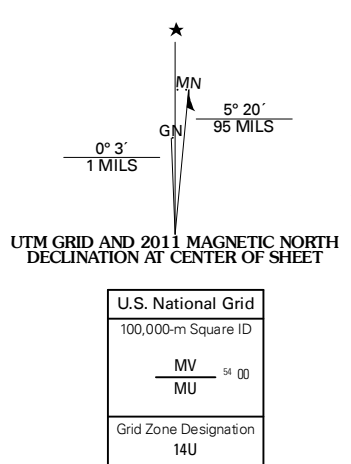 ★
MN
GN
5° 20´
95 MILS
0° 3´
1 MILS
UTM GRID AND 2011 MAGNETIC NORTH
DECLINATION AT CENTER OF SHEET
U.S. National Grid
100,000-m Square ID
MV
54 00
MU
Grid Zone Designation
14U